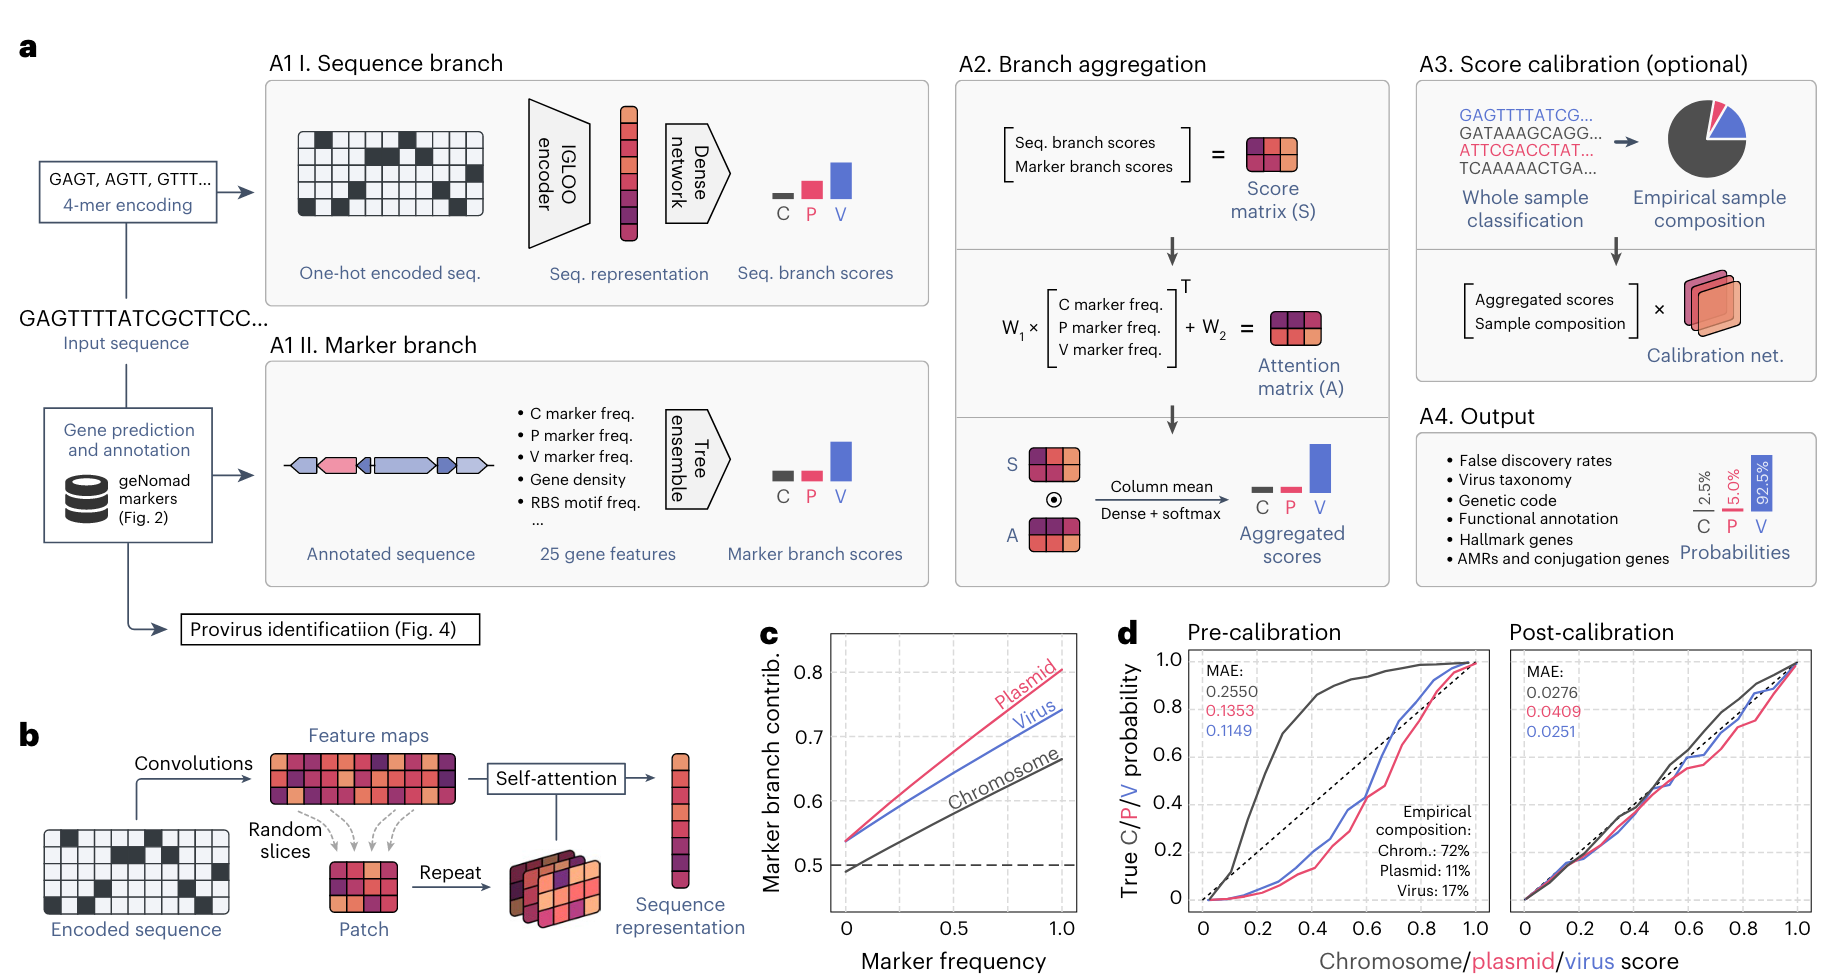 a
A1 I. Sequence branch
GAGT, AGTT, GTTT...
4-mer encoding
IGLOO
encoder
Dense
network
C P V
One-hot encoded seq.
Seq. representation
Seq. branch scores
GAGTTTTATCGCTTCC...
Input sequence
A1 II. Marker branch
Gene prediction
and annotation
geNomad
markers
(Fig. 2)
• C marker freq.
• P marker freq.
• V marker freq.
• Gene density
• RBS motif freq.
...
Tree
ensemble
C P V
Annotated sequence
25 gene features
Marker branch scores
Provirus identificatiion (Fig. 4)
A2. Branch aggregation
Seq. branch scores
Marker branch scores
=
Score
matrix (S)
W1 ×
C marker freq.
P marker freq.
V marker freq.
T
+ W2 =
Attention
matrix (A)
S
A
Column mean
Dense + softmax
C P V
Aggregated
scores
A3. Score calibration (optional)
GAGTTTTATCG...
GATAAAGCAGG...
ATTCGACCTAT...
TCAAAAACTGA...
Whole sample
classification
Empirical sample
composition
Aggregated scores
Sample composition
×
Calibration net.
A4. Output
• False discovery rates
• Virus taxonomy
• Genetic code
• Functional annotation
• Hallmark genes
• AMRs and conjugation genes
2.5% 5.0% 92.5%
C P V
Probabilities
b
Convolutions
Feature maps
Self-attention
Random
slices
Repeat
Encoded sequence
Patch
Sequence
representation
c
Marker branch contrib.
0.8
0.7
0.6
0.5
Plasmid
Virus
Chromosome
0 0.5 1.0
Marker frequency
d
Pre-calibration
True C/P/V probability
1.0
0.8
0.6
0.4
0.2
0
MAE:
0.2550
0.1353
0.1149
Empirical
composition:
Chrom.: 72%
Plasmid: 11%
Virus: 17%
0 0.2 0.4 0.6 0.8 1.0
Post-calibration
MAE:
0.0276
0.0409
0.0251
0 0.2 0.4 0.6 0.8 1.0
Chromosome/plasmid/virus score